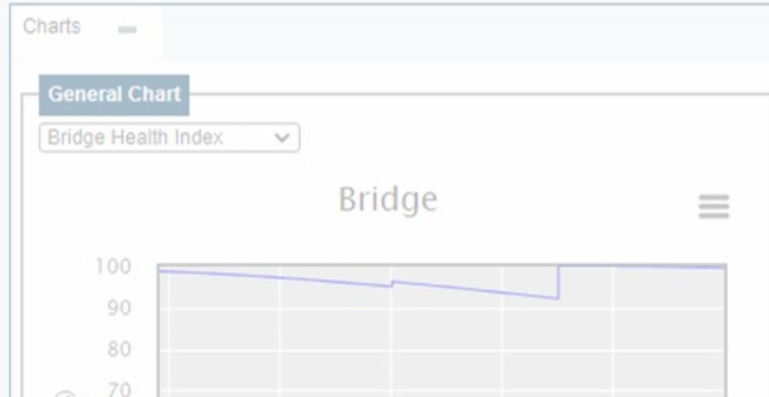 Charts
General Chart
Bridge Health Index
Bridge
100
90
80
70